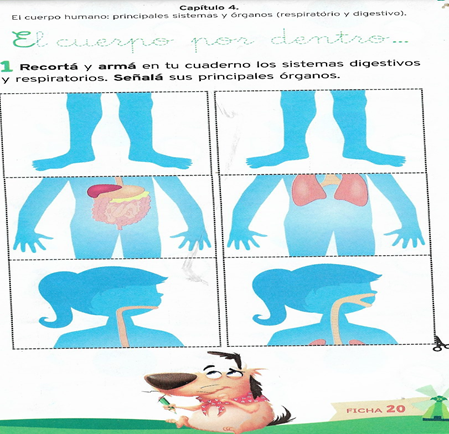 Capítulo 4.
El cuerpo humano: principales sistemas y órganos (respiratório y digestivo).
El cuerpo por dentro...
1 Recortá y armá en tu cuaderno los sistemas digestivos
y respiratorios. Señalá sus principales órganos.
FICHA 20